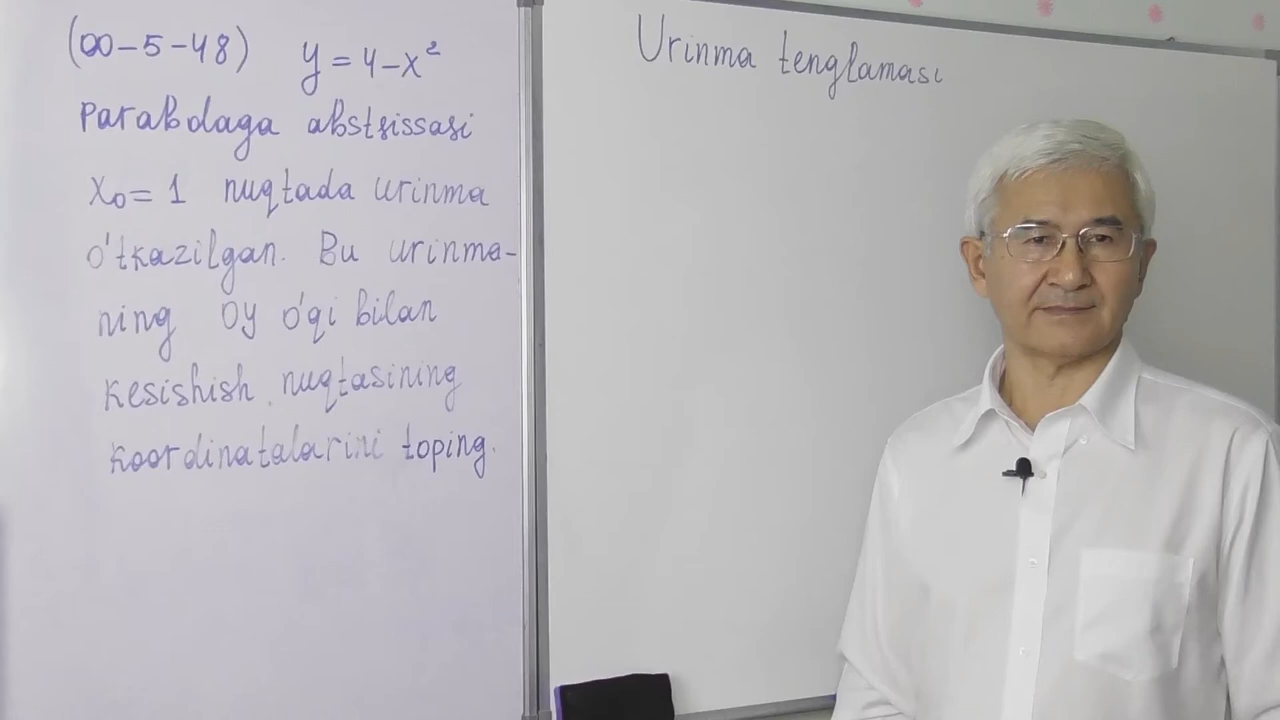 (00-5-48) y = 4-x²
parabolaga abstsissasi
x₀ = 1 nuqtada urinma
o'tkazilgan. Bu urinma-
ning Oy o'qi bilan
kesishish nuqtasining
koordinatalarini toping.
Urinma tenglamasi